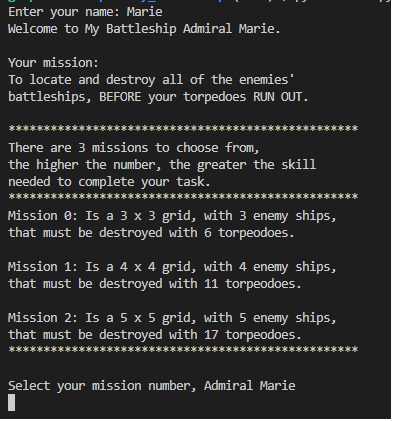 Enter your name: Marie
Welcome to My Battleship Admiral Marie.
Your mission:
To locate and destroy all of the enemies'
battleships, BEFORE your torpedoes RUN OUT.
**************************************************
There are 3 missions to choose from,
the higher the number, the greater the skill
needed to complete your task.
**************************************************
Mission 0: Is a 3 x 3 grid, with 3 enemy ships,
that must be destroyed with 6 torpeodoes.
Mission 1: Is a 4 x 4 grid, with 4 enemy ships,
that must be destroyed with 11 torpeodoes.
Mission 2: Is a 5 x 5 grid, with 5 enemy ships,
that must be destroyed with 17 torpeodoes.
**************************************************
Select your mission number, Admiral Marie